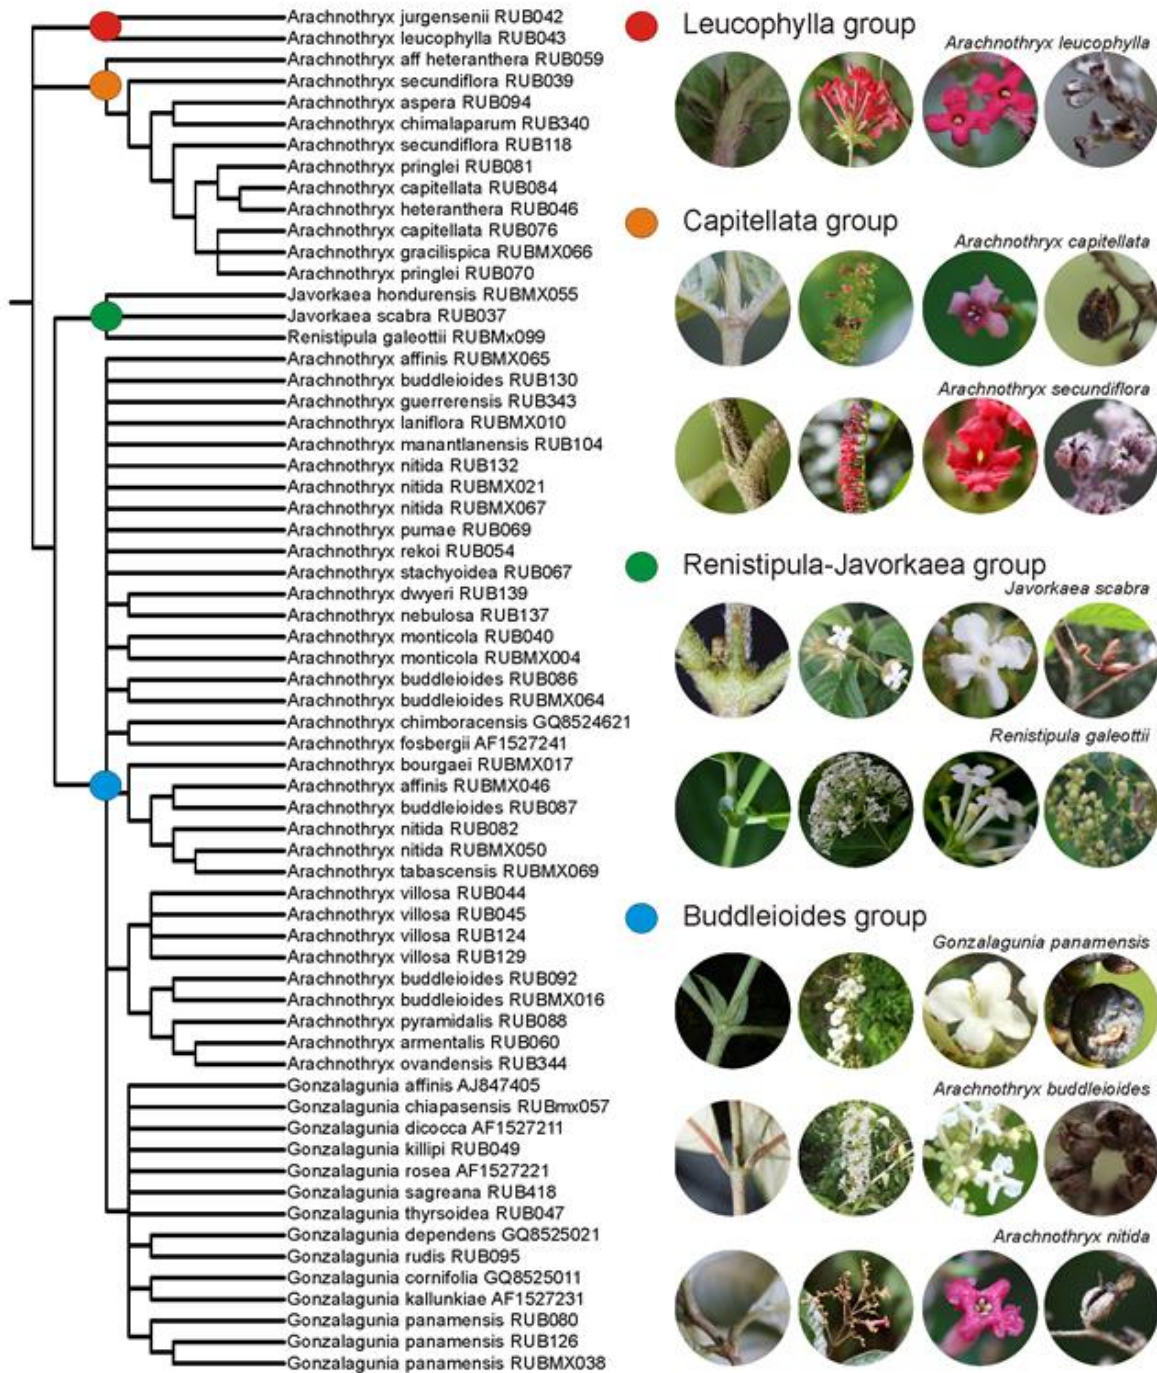 Arachnothryx jurgensenii RUB042
Arachnothryx leucophylla RUB043
Arachnothryx aff heteranthera RUB059
Arachnothryx secundiflora RUB039
Arachnothryx aspera RUB094
Arachnothryx chimalaparum RUB340
Arachnothryx secundiflora RUB118
Arachnothryx pringlei RUB081
Arachnothryx capitellata RUB084
Arachnothryx heteranthera RUB046
Arachnothryx capitellata RUB076
Arachnothryx gracilispica RUBMX066
Arachnothryx pringlei RUB070
Javorkaea hondurensis RUBMX055
Javorkaea scabra RUB037
Renistipula galeottii RUBMx099
Arachnothryx affinis RUBMX065
Arachnothryx buddleioides RUB130
Arachnothryx guerrerensis RUB343
Arachnothryx laniflora RUBMX010
Arachnothryx manantlanensis RUB104
Arachnothryx nitida RUB132
Arachnothryx nitida RUBMX021
Arachnothryx nitida RUBMX067
Arachnothryx pumae RUB069
Arachnothryx rekoi RUB054
Arachnothryx stachyoidea RUB067
Arachnothryx dwyeri RUB139
Arachnothryx nebulosa RUB137
Arachnothryx monticola RUB040
Arachnothryx monticola RUBMX004
Arachnothryx buddleioides RUB086
Arachnothryx buddleioides RUBMX064
Arachnothryx chimboracensis GQ8524621
Arachnothryx fosbergii AF1527241
Arachnothryx bourgaei RUBMX017
Arachnothryx affinis RUBMX046
Arachnothryx buddleioides RUB087
Arachnothryx nitida RUB082
Arachnothryx nitida RUBMX050
Arachnothryx tabascensis RUBMX069
Arachnothryx villosa RUB044
Arachnothryx villosa RUB045
Arachnothryx villosa RUB124
Arachnothryx villosa RUB129
Arachnothryx buddleioides RUB092
Arachnothryx buddleioides RUBMX016
Arachnothryx pyramidalis RUB088
Arachnothryx armentalis RUB060
Arachnothryx ovandensis RUB344
Gonzalagunia affinis AJ847405
Gonzalagunia chiapasensis RUBmx057
Gonzalagunia dicocca AF1527211
Gonzalagunia killipi RUB049
Gonzalagunia rosea AF1527221
Gonzalagunia sagreana RUB418
Gonzalagunia thyrsoidea RUB047
Gonzalagunia dependens GQ8525021
Gonzalagunia rudis RUB095
Gonzalagunia cornifolia GQ8525011
Gonzalagunia kallunkiae AF1527231
Gonzalagunia panamensis RUB080
Gonzalagunia panamensis RUB126
Gonzalagunia panamensis RUBMX038
Leucophylla group
Arachnothryx leucophylla
Capitellata group
Arachnothryx capitellata
Arachnothryx secundiflora
Renistipula-Javorkaea group
Javorkaea scabra
Renistipula galeottii
Buddleioides group
Gonzalagunia panamensis
Arachnothryx buddleioides
Arachnothryx nitida